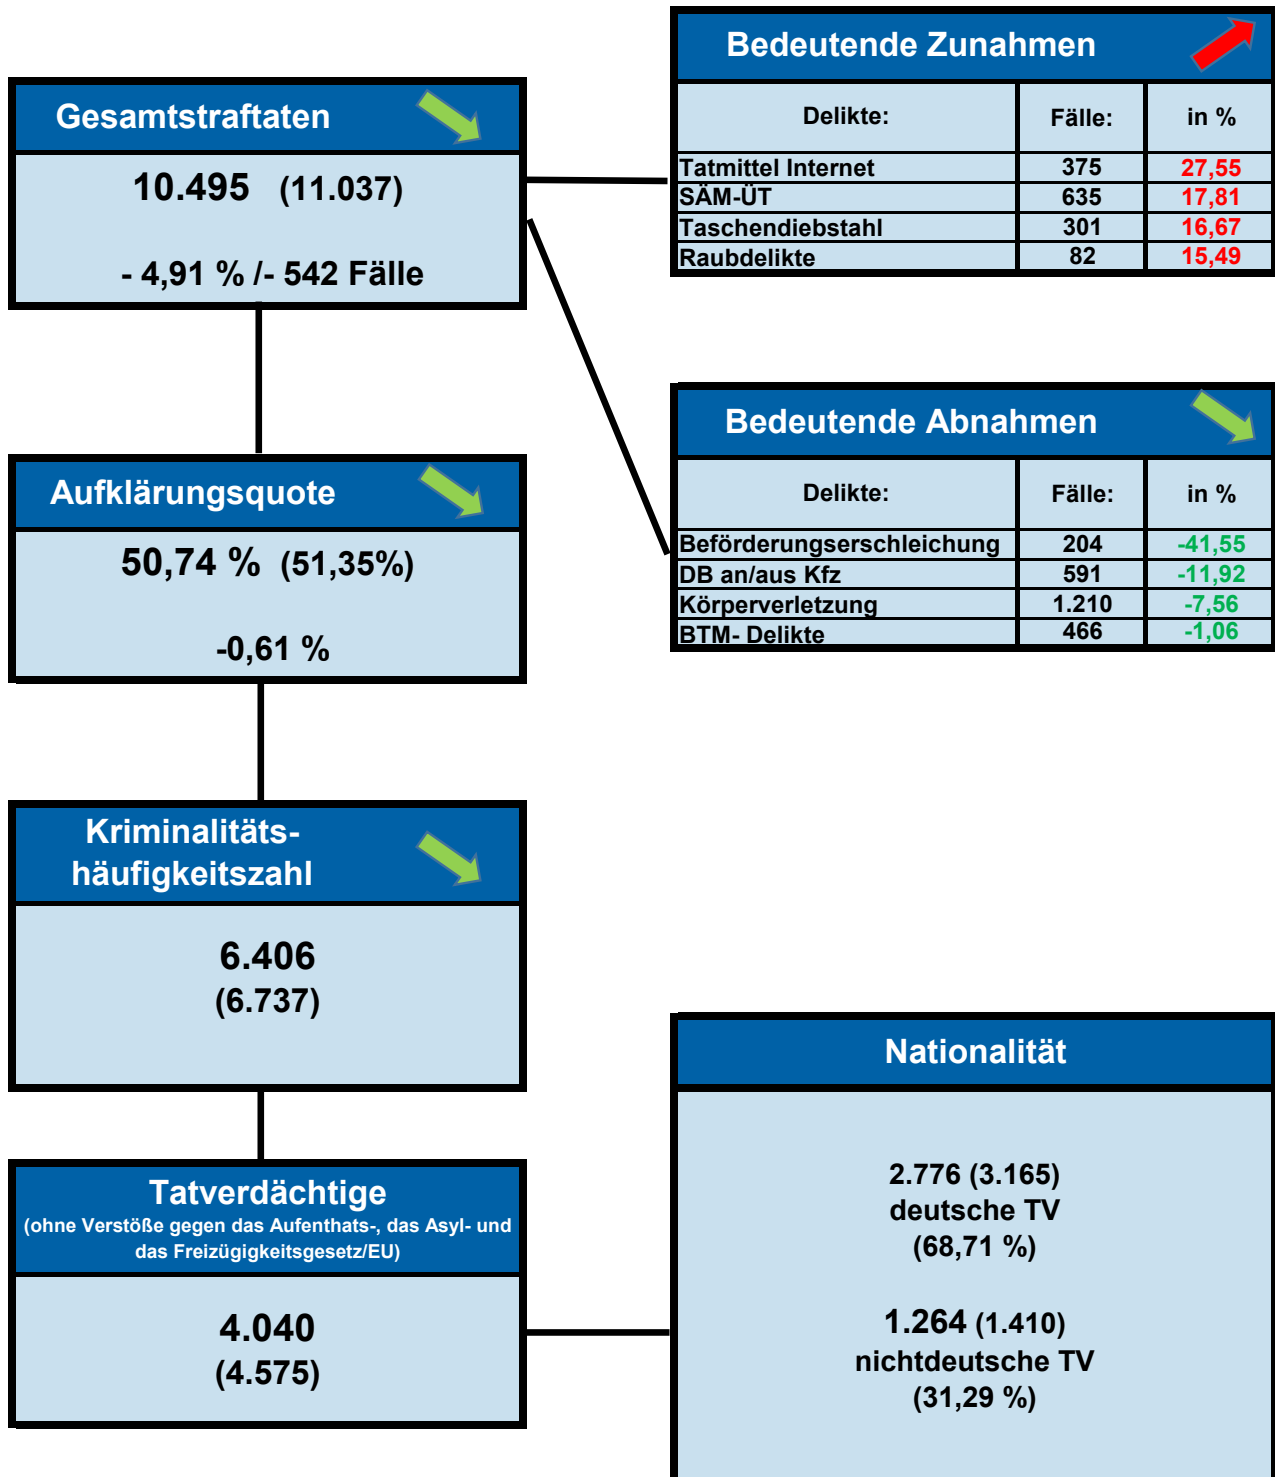 Gesamtstraftaten
10.495 (11.037)
- 4,91 % /- 542 Fälle
Bedeutende Zunahmen
Delikte: Fälle: in %
Tatmittel Internet 375 27,55
SÄM-ÜT 635 17,81
Taschendiebstahl 301 16,67
Raubdelikte 82 15,49
Bedeutende Abnahmen
Delikte: Fälle: in %
Beförderungserschleichung 204 -41,55
DB an/aus Kfz 591 -11,92
Körperverletzung 1.210 -7,56
BTM- Delikte 466 -1,06
Aufklärungsquote
50,74 % (51,35%)
-0,61 %
Kriminalitäts-
häufigkeitszahl
6.406
(6.737)
Tatverdächtige
(ohne Verstöße gegen das Aufenthats-, das Asyl- und
das Freizügigkeitsgesetz/EU)
4.040
(4.575)
Nationalität
2.776 (3.165)
deutsche TV
(68,71 %)
1.264 (1.410)
nichtdeutsche TV
(31,29 %)